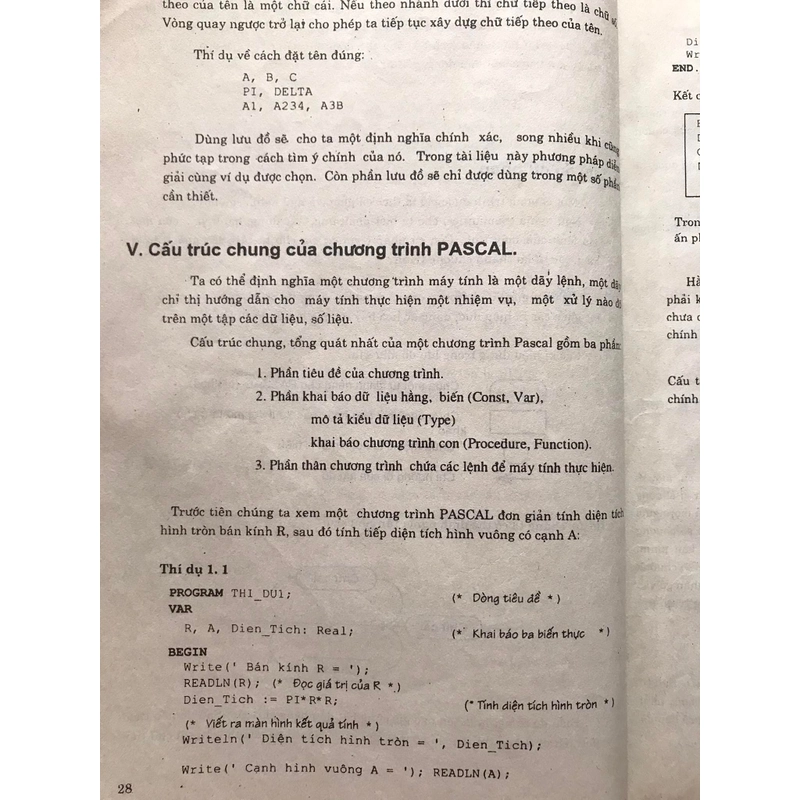 theo của tên là một chữ cái. Nếu theo nhánh dưới thì chữ tiếp theo là chữ số.
Vòng quay ngược trở lại cho phép ta tiếp tục xây dựng chữ tiếp theo của tên.
Thí dụ về cách đặt tên đúng:
A, B, C
PI, DELTA
A1, A234, A3B
Dùng lưu đồ sẽ cho ta một định nghĩa chính xác, song nhiều khi cũng
phức tạp trong cách tìm ý chính của nó. Trong tài liệu này phương pháp diễn
giải cùng ví dụ được chọn. Còn phần lưu đồ sẽ chỉ được dùng trong một số phần
cần thiết.
V. Cấu trúc chung của chương trình PASCAL.
Ta có thể định nghĩa một chương trình máy tính là một dãy lệnh, một dãy
chỉ thị hướng dẫn cho máy tính thực hiện một nhiệm vụ, một xử lý nào đó
trên một tập các dữ liệu, số liệu.
Cấu trúc chung, tổng quát nhất của một chương trình Pascal gồm ba phần:
1. Phần tiêu đề của chương trình.
2. Phần khai báo dữ liệu hằng, biến (Const, Var),
mô tả kiểu dữ liệu (Type)
khai báo chương trình con (Procedure, Function).
3. Phần thân chương trình chứa các lệnh để máy tính thực hiện.
Trước tiên chúng ta xem một chương trình PASCAL đơn giản tính diện tích
hình tròn bán kính R, sau đó tính tiếp diện tích hình vuông có cạnh A:
Thí dụ 1. 1
PROGRAM THI_DU1; (* Dòng tiêu đề *)
VAR
R, A, Dien_Tich: Real; (* Khai báo ba biến thực *)
BEGIN
Write(' Bán kính R = ');
READLN(R); (* Đọc giá trị của R *)
Dien_Tich := PI*R*R; (* Tính diện tích hình tròn *)
(* Viết ra màn hình kết quả tính *)
Writeln(' Diện tích hình tròn = ', Dien_Tich);
Write(' Cạnh hình vuông A = '); READLN(A);
28
Di
Wr
END.
Kết
Tron
ấn
phải
chưa
chính
Cấu
chính